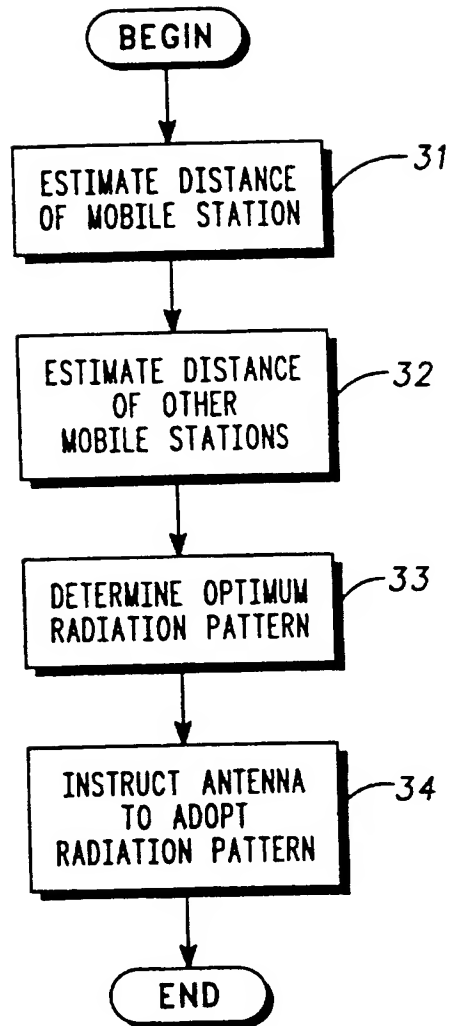 BEGIN
ESTIMATE DISTANCE
OF MOBILE STATION
31
ESTIMATE DISTANCE
OF OTHER
MOBILE STATIONS
32
DETERMINE OPTIMUM
RADIATION PATTERN
33
INSTRUCT ANTENNA
TO ADOPT
RADIATION PATTERN
34
END